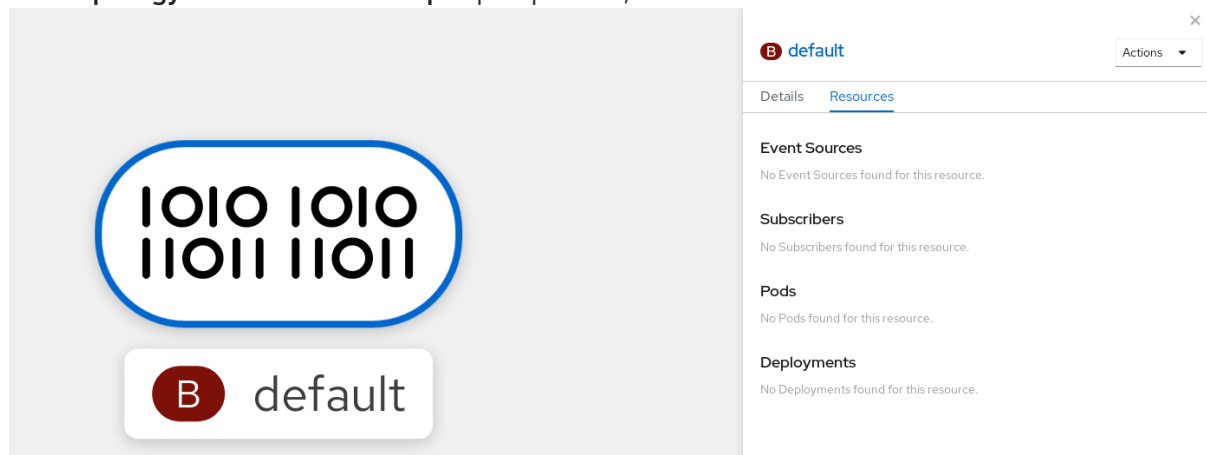 1010 1010
11011 11011
B default
B default
Actions
Details Resources
Event Sources
No Event Sources found for this resource.
Subscribers
No Subscribers found for this resource.
Pods
No Pods found for this resource.
Deployments
No Deployments found for this resource.